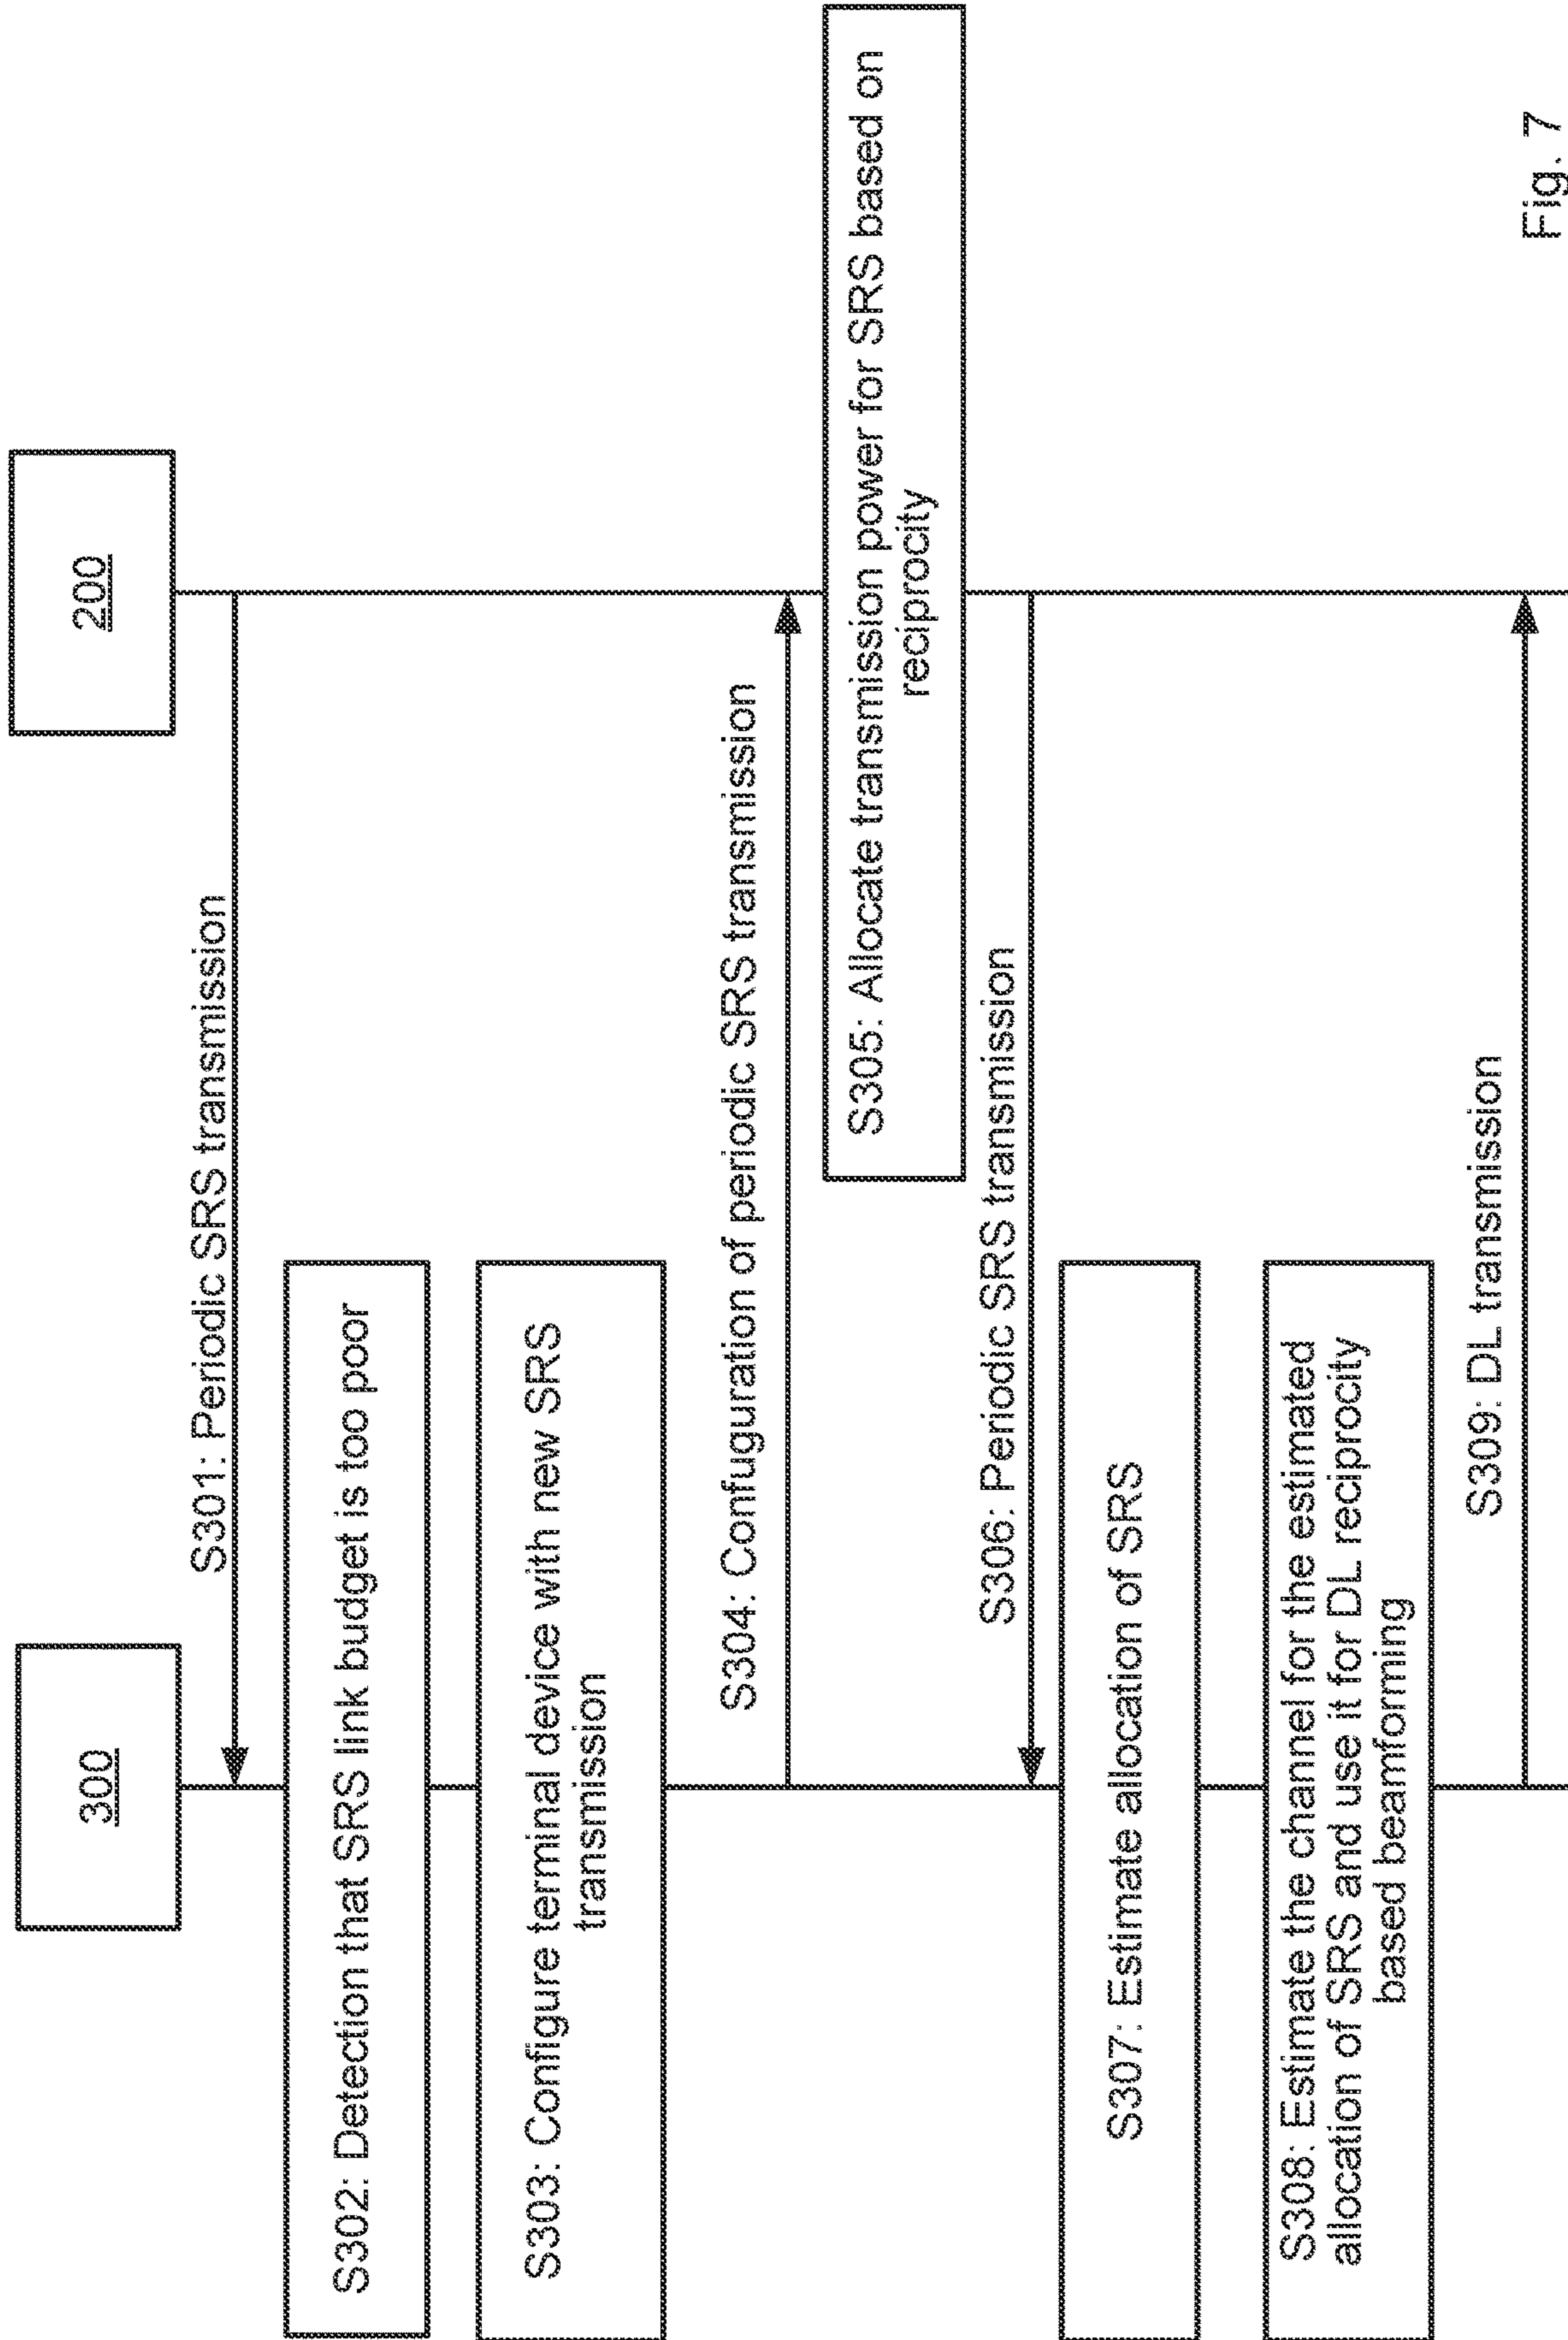 300
200
S301: Periodic SRS transmission
S302: Detection that SRS link budget is too poor
S303: Configure terminal device with new SRS
transmission
S304: Confuguration of periodic SRS transmission
S305: Allocate transmission power for SRS based on
reciprocity
S306: Periodic SRS transmission
S307: Estimate allocation of SRS
S308: Estimate the channel for the estimated
allocation of SRS and use it for DL reciprocity
based beamforming
S309: DL transmission
Fig. 7